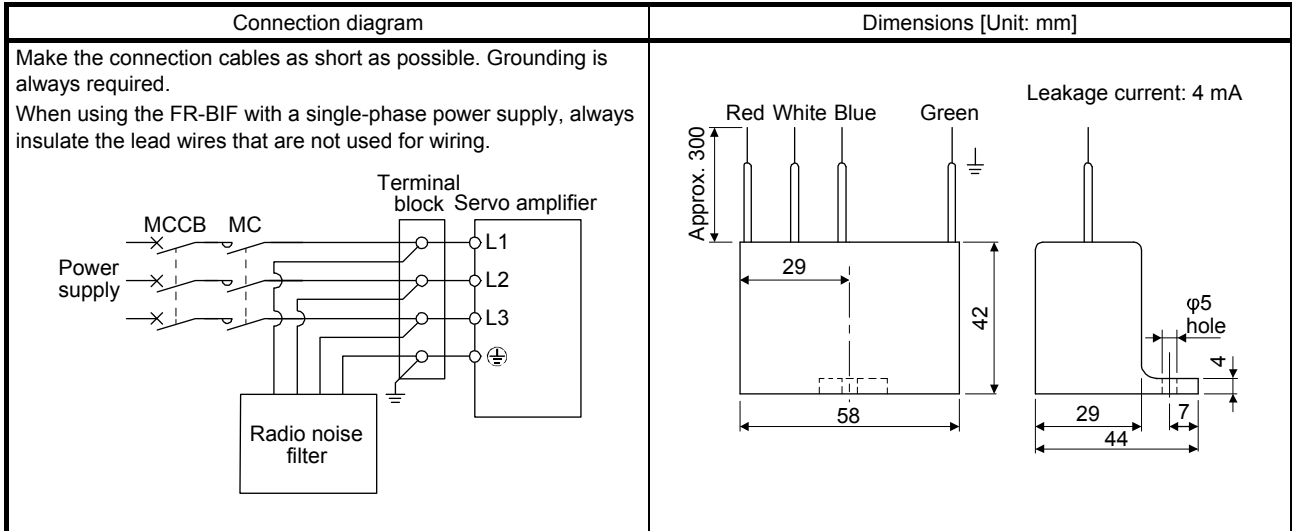 Connection diagram
Dimensions [Unit: mm]
Make the connection cables as short as possible. Grounding is
always required.
When using the FR-BIF with a single-phase power supply, always
insulate the lead wires that are not used for wiring.
Terminal
block
Servo amplifier
MCCB
MC
L1
Power
supply
L2
L3
Radio noise
filter
Leakage current: 4 mA
Red
White
Blue
Green
Approx. 300
29
42
58
φ5
hole
4
29
7
44